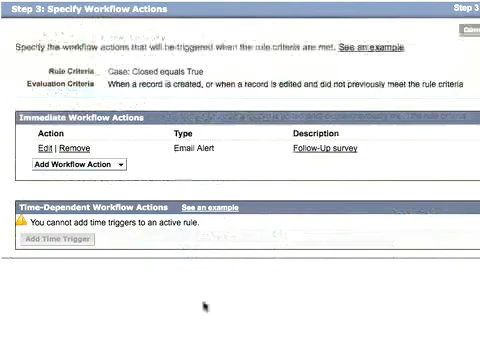 Step 3: Specify Workflow Actions Step 3
Specify the workflow actions that will be triggered when the rule criteria are met. See an example
Rule Criteria Case: Closed equals True
Evaluation Criteria When a record is created, or when a record is edited and did not previously meet the rule criteria
Immediate Workflow Actions
Action Type Description
Edit | Remove Email Alert Follow-Up survey
Add Workflow Action
Time-Dependent Workflow Actions See an example
You cannot add time triggers to an active rule.
Add Time Trigger